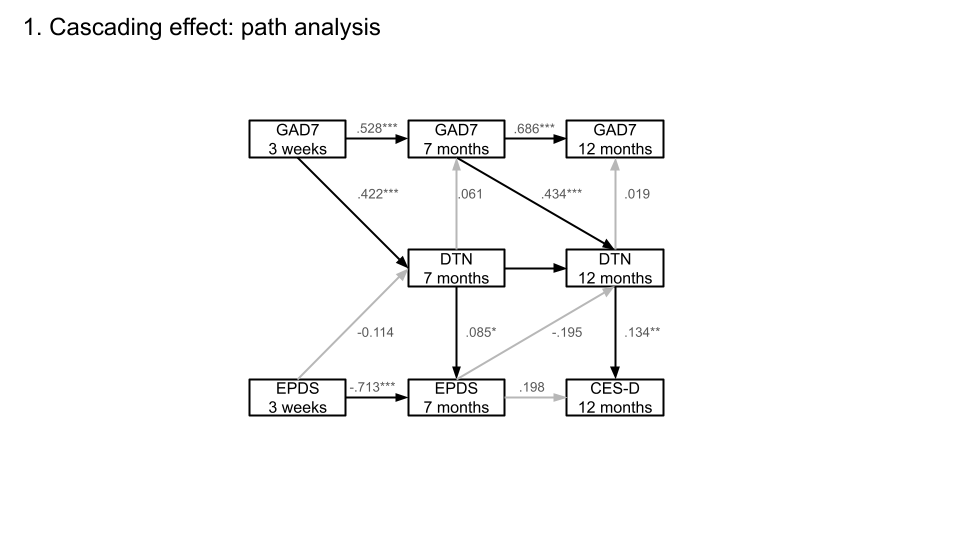 1. Cascading effect: path analysis
GAD7
3 weeks
.528***
GAD7
7 months
.686***
GAD7
12 months
.422***
.061
.434***
.019
DTN
7 months
DTN
12 months
-0.114
.085*
-.195
.134**
EPDS
3 weeks
-.713***
EPDS
7 months
.198
CES-D
12 months